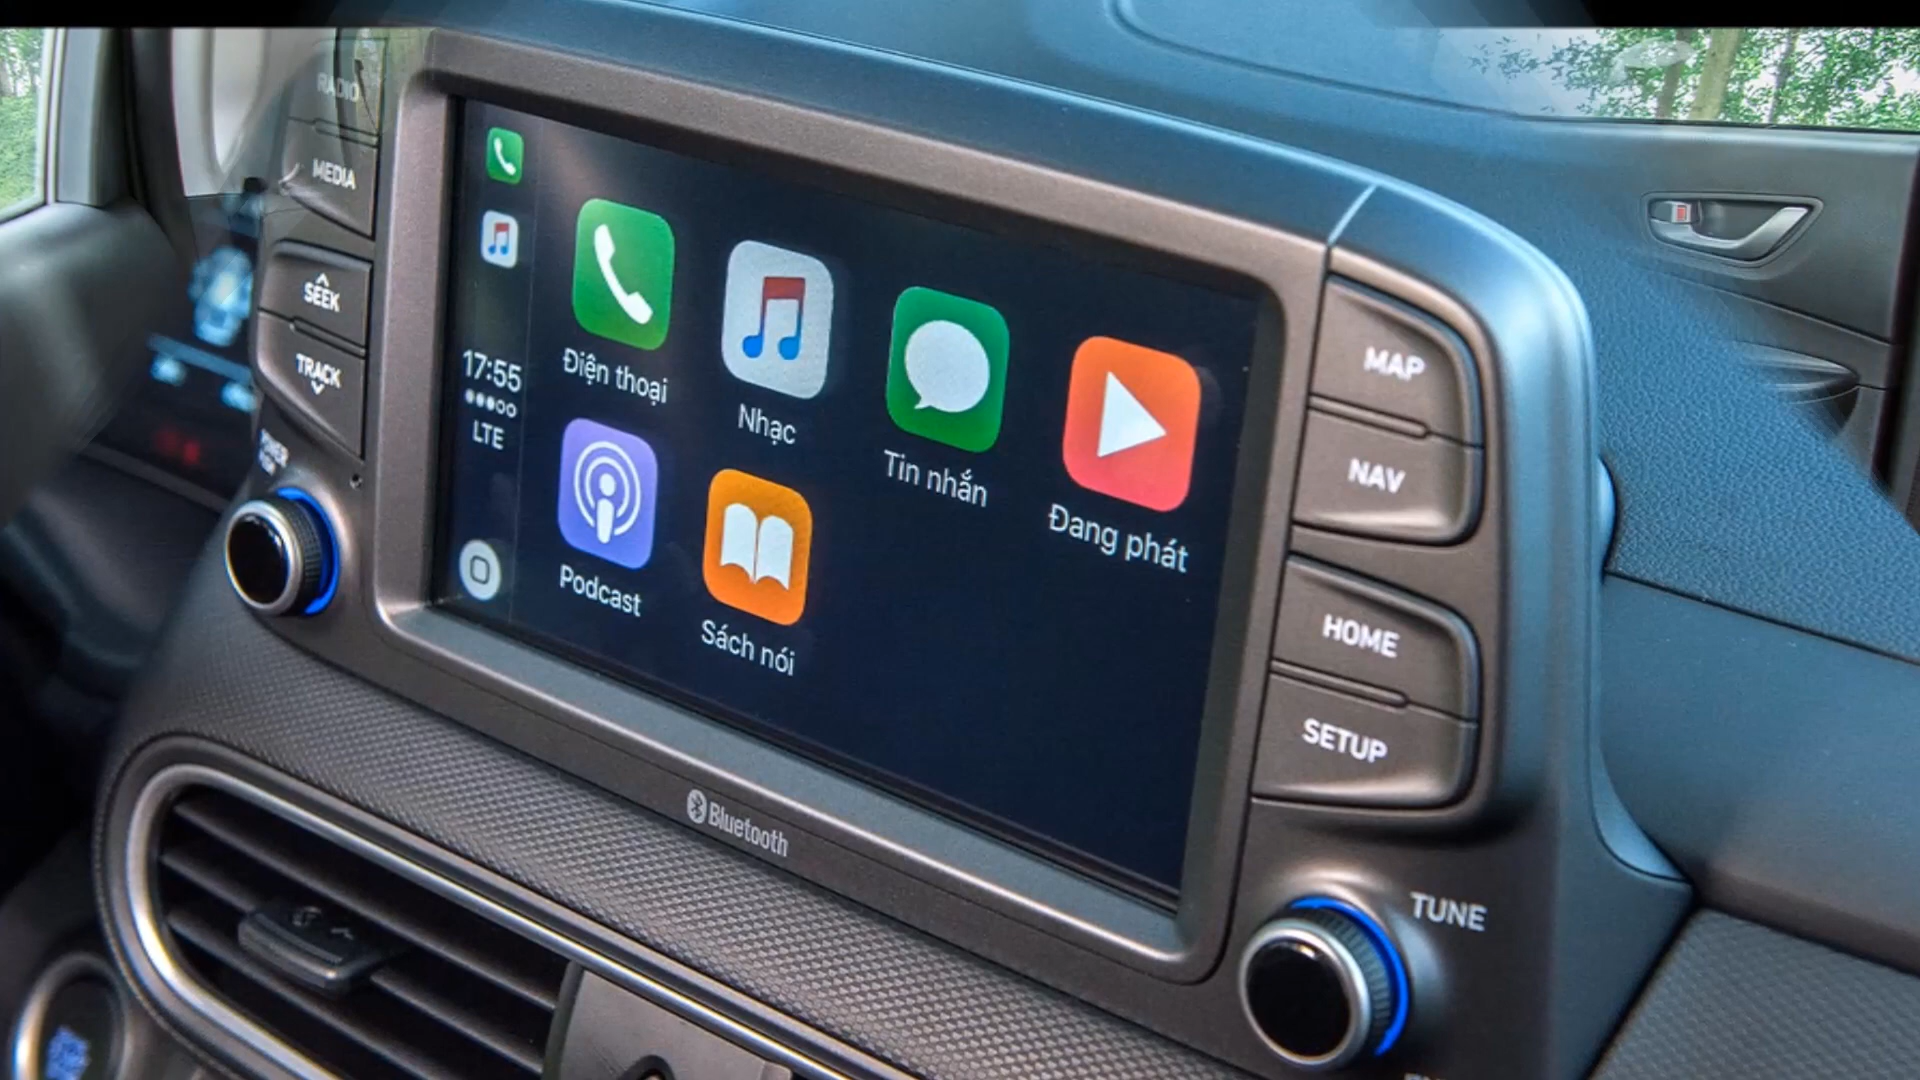 RADIO
MEDIA
SEEK
TRACK
17:55
LTE
Điện thoại
Nhạc
Tin nhắn
Đang phát
Podcast
Sách nói
MAP
NAV
HOME
SETUP
Bluetooth
TUNE